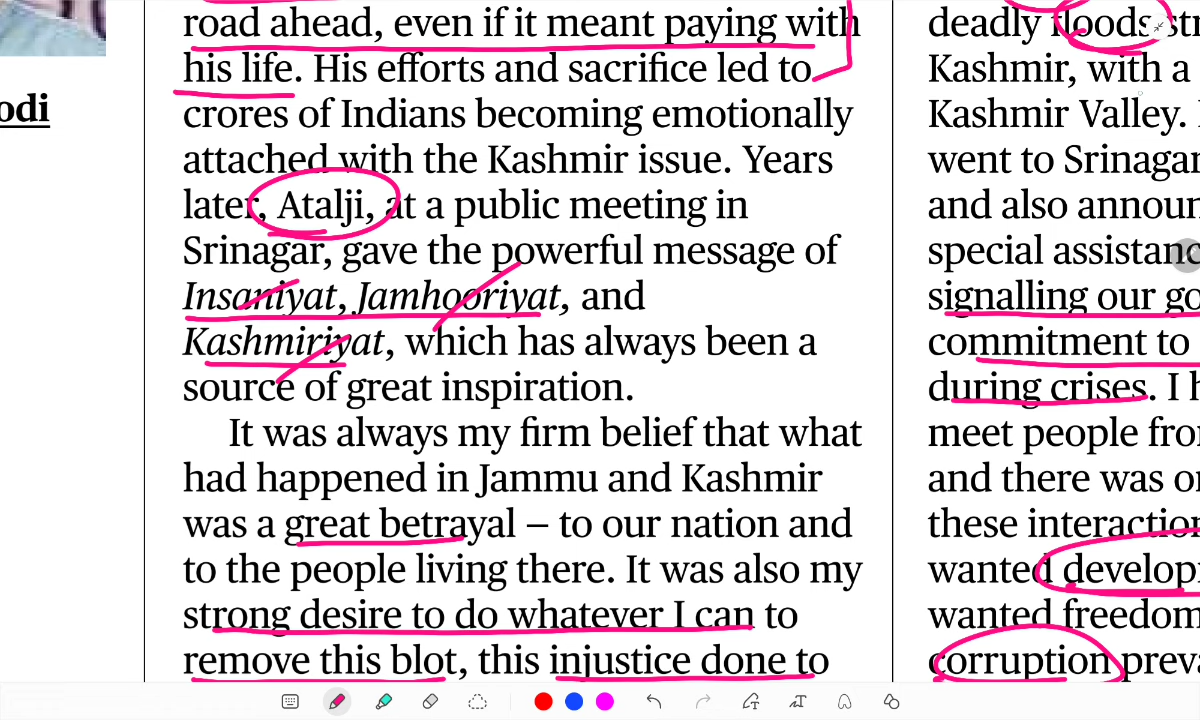 odi
road ahead, even if it meant paying with
his life. His efforts and sacrifice led to
crores of Indians becoming emotionally
attached with the Kashmir issue. Years
later, Atalji, at a public meeting in
Srinagar, gave the powerful message of
Insaniyat, Jamhooriyat, and
Kashmiriyat, which has always been a
source of great inspiration.
It was always my firm belief that what
had happened in Jammu and Kashmir
was a great betrayal – to our nation and
to the people living there. It was also my
strong desire to do whatever I can to
remove this blot, this injustice done to
deadly floods
Kashmir, with a
Kashmir Valley.
went to Srinagar
and also announ
special assistanc
signalling our go
commitment to
during crises. I h
meet people fro
and there was
these interaction
wanted develop
wanted freedom
corruption preva